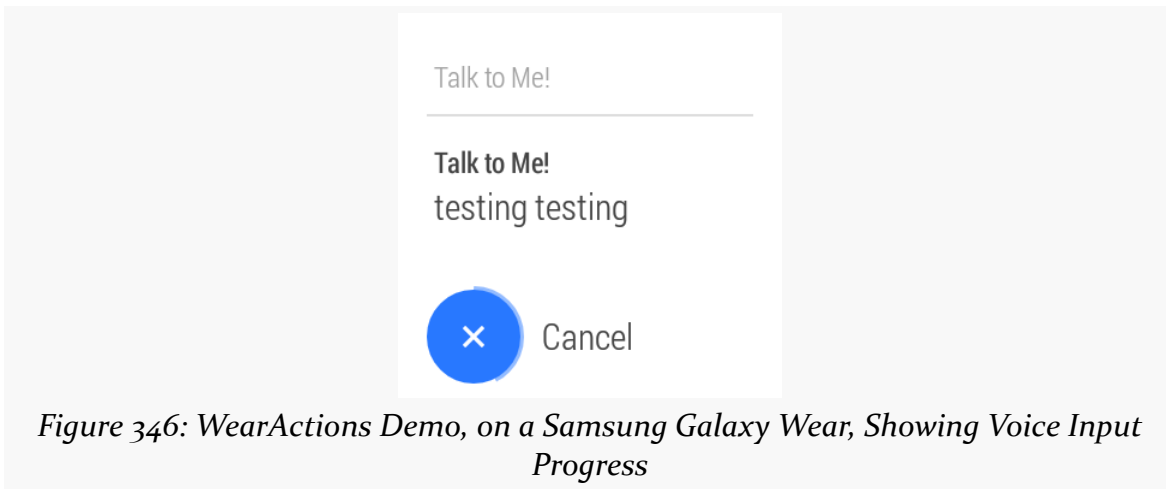 Talk to Me!
Talk to Me!
testing testing
Cancel
Figure 346: WearActions Demo, on a Samsung Galaxy Wear, Showing Voice Input
Progress